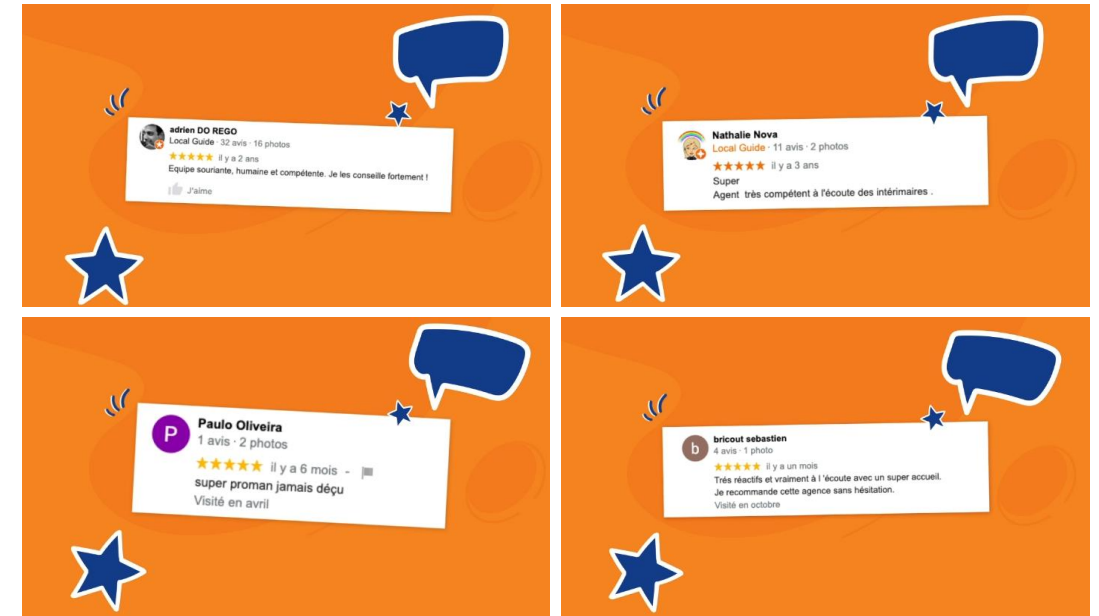 adrien DO REGO
Local Guide · 32 avis · 16 photos
il y a 2 ans
Equipe souriante, humaine et compétente. Je les conseille fortement !
J'aime
Nathalie Nova
Local Guide · 11 avis · 2 photos
il y a 3 ans
Super
Agent très compétent à l'écoute des intérimaires .
P
Paulo Oliveira
1 avis · 2 photos
il y a 6 mois -
super proman jamais déçu
Visité en avril
b
bricout sebastien
4 avis · 1 photo
il y a un mois
Trés réactifs et vraiment à l 'écoute avec un super accueil.
Je recommande cette agence sans hésitation.
Visité en octobre